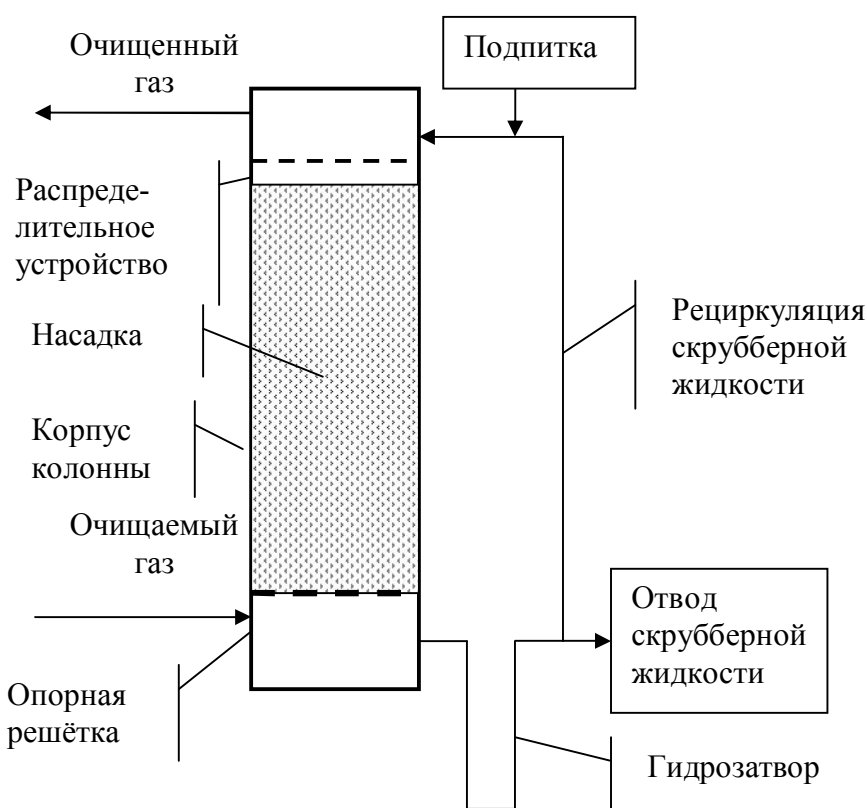 Очищенный
газ
Подпитка
Распреде-
лительное
устройство
Насадка
Рециркуляция
скрубберной
жидкости
Корпус
колонны
Очищаемый
газ
Отвод
скрубберной
жидкости
Опорная
решётка
Гидрозатвор